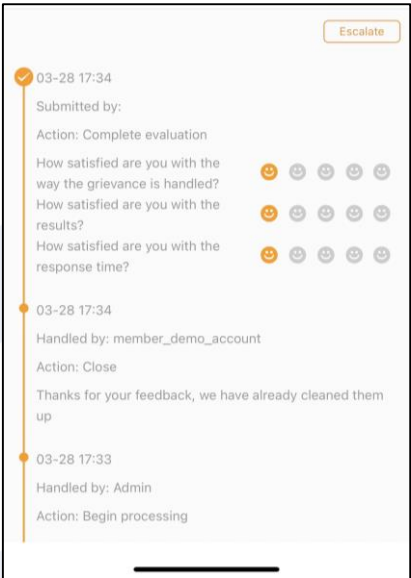 Escalate
03-28 17:34
Submitted by:
Action: Complete evaluation
How satisfied are you with the
way the grievance is handled?
How satisfied are you with the
results?
How satisfied are you with the
response time?
03-28 17:34
Handled by: member_demo_account
Action: Close
Thanks for your feedback, we have already cleaned them
up
03-28 17:33
Handled by: Admin
Action: Begin processing